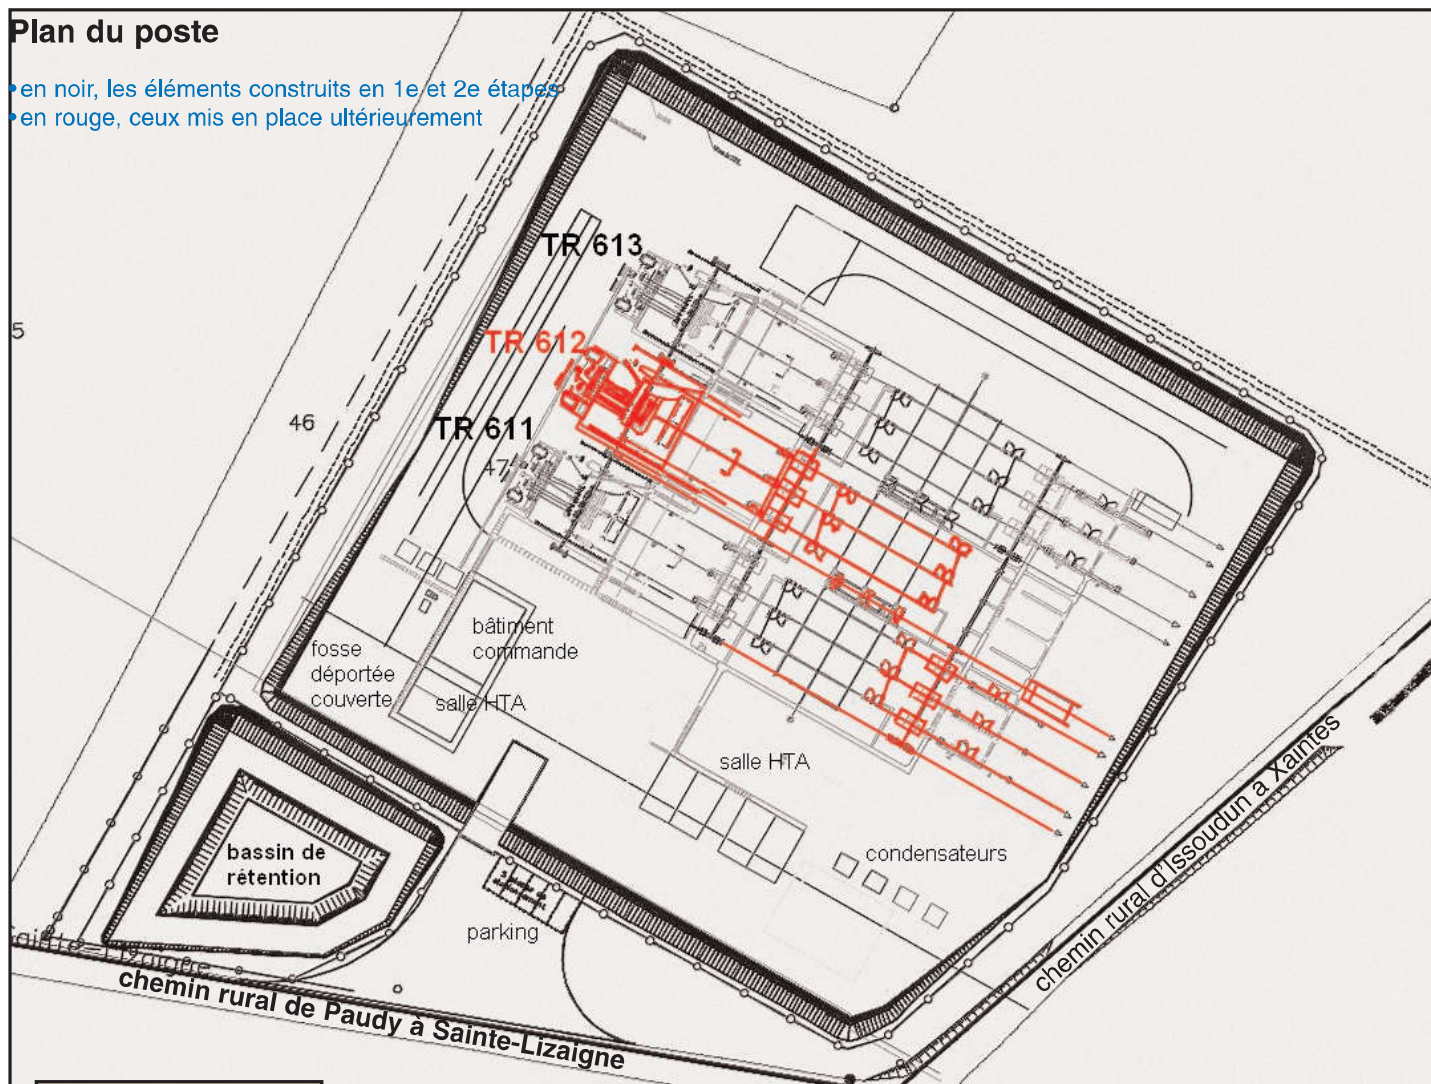 Plan du poste
• en noir, les éléments construits en 1e et 2e étapes
• en rouge, ceux mis en place ultérieurement
TR 613
5
TR 612
46
TR 611
47
bâtiment
commande
fosse
déportée
couverte
salle HTA
salle HTA
bassin de
rétention
condensateurs
parking
chemin rural d'Issoudun a Xaintes
chemin rural de Paudy à Sainte-Lizaigne